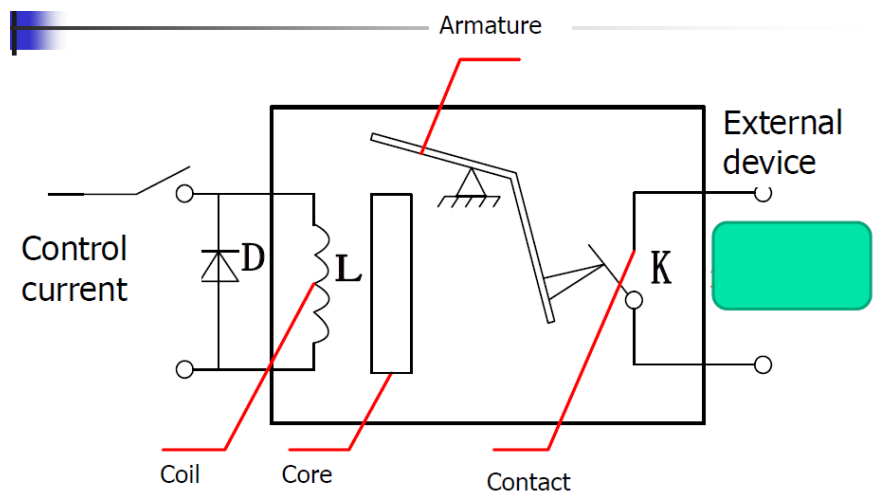 Armature
External
device
Control
current
D
L
K
Coil
Core
Contact